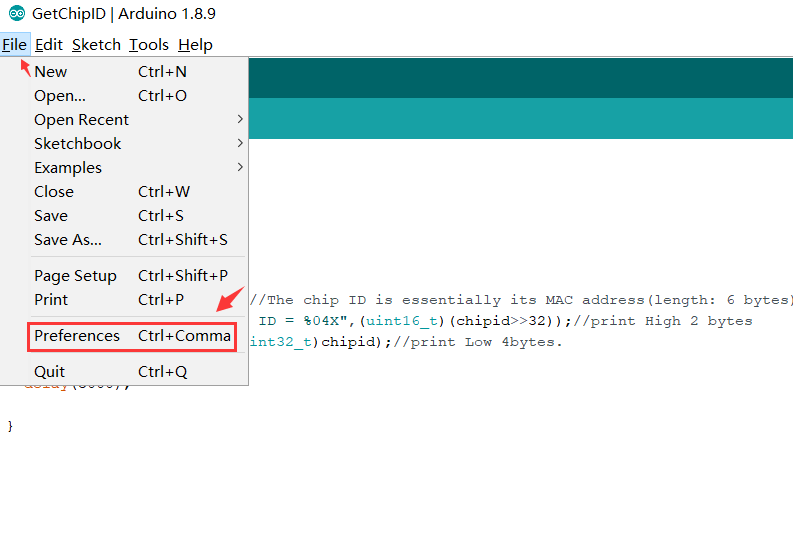 GetChipID | Arduino 1.8.9
File Edit Sketch Tools Help
New Ctrl+N
Open... Ctrl+O
Open Recent
Sketchbook
Examples
Close Ctrl+W
Save Ctrl+S
Save As... Ctrl+Shift+S
Page Setup Ctrl+Shift+P
Print Ctrl+P //The chip ID is essentially its MAC address(length: 6 bytes)
ID = %04X",(uint16_t)(chipid>>32));//print High 2 bytes
Preferences Ctrl+Comma int32_t)chipid);//print Low 4bytes.
Quit Ctrl+Q
}